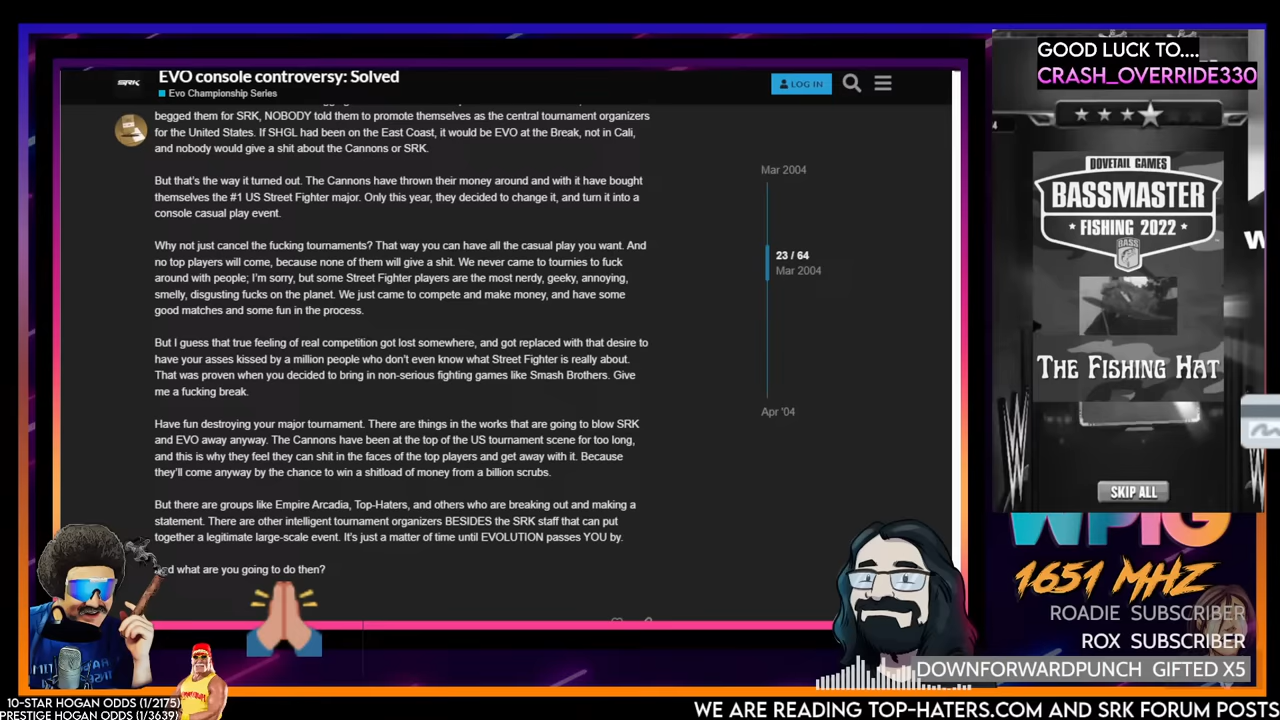 EVO console controversy: Solved
Evo Championship Series
SRK
LOG IN
begged them for SRK, NOBODY told them to promote themselves as the central tournament organizers
for the United States. If SHGL had been on the East Coast, it would be EVO at the Break, not in Cali,
and nobody would give a shit about the Cannons or SRK.
But that's the way it turned out. The Cannons have thrown their money around and with it have bought
themselves the #1 US Street Fighter major. Only this year, they decided to change it, and turn it into a
console casual play event.
Why not just cancel the fucking tournaments? That way you can have all the casual play you want. And
no top players will come, because none of them will give a shit. We never came to tournies to fuck
around with people; I'm sorry, but some Street Fighter players are the most nerdy, geeky, annoying,
smelly, disgusting fucks on the planet. We just came to compete and make money, and have some
good matches and some fun in the process.
But I guess that true feeling of real competition got lost somewhere, and got replaced with that desire to
have your asses kissed by a million people who don't even know what Street Fighter is really about.
That was proven when you decided to bring in non-serious fighting games like Smash Brothers. Give
me a fucking break.
Have fun destroying your major tournament. There are things in the works that are going to blow SRK
and EVO away anyway. The Cannons have been at the top of the US tournament scene for too long,
and this is why they feel they can shit in the faces of the top players and get away with it. Because
they'll come anyway by the chance to win a shitload of money from a billion scrubs.
But there are groups like Empire Arcadia, Top-Haters, and others who are breaking out and making a
statement. There are other intelligent tournament organizers BESIDES the SRK staff that can put
together a legitimate large-scale event. It's just a matter of time until EVOLUTION passes YOU by.
what are you going to do then?
Mar 2004
23 / 64
Mar 2004
Apr '04
GOOD LUCK TO....
CRASH_OVERRIDE330
DOVETAIL GAMES
BASSMASTER
FISHING 2022
BASS
THE FISHING HAT
SKIP ALL
WPIG
1651 MHZ
ROADIE SUBSCRIBER
ROX SUBSCRIBER
DOWNFORWARDPUNCH GIFTED X5
10-STAR HOGAN ODDS (1/2175)
PRESTIGE HOGAN ODDS (1/3639)
WE ARE READING TOP-HATERS.COM AND SRK FORUM POSTS